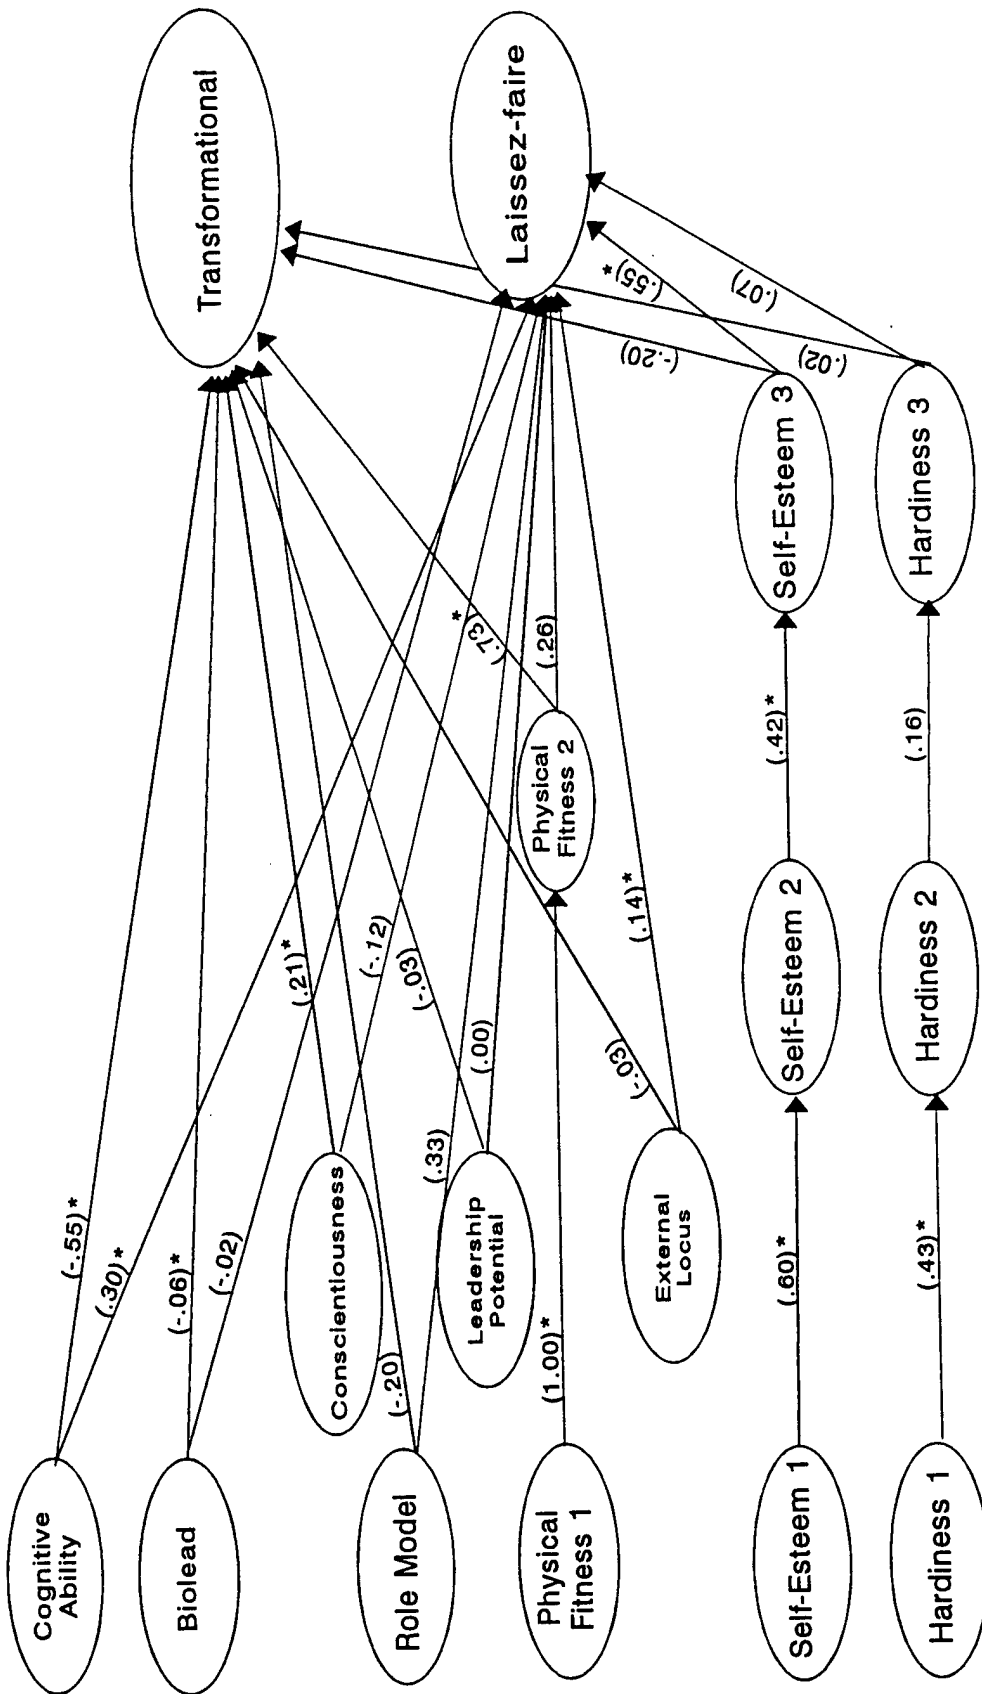 Transformational
Laissez-faire
Cognitive
Ability
(-.55)*
(.30)*
Biolead
(-.06)*
(-.02)
Conscientiousness
(.21)*
(-.12)
Role Model
(-.20)
(.33)
Leadership
Potential
(-.03)
(.00)
Physical
Fitness 1
(1.00)*
Physical
Fitness 2
(.73)*
(.26)
External
Locus
(-.03)
(.14)*
Self-Esteem 1
(.60)*
Self-Esteem 2
(.42)*
Self-Esteem 3
(-.20)
(.55)*
Hardiness 1
(.43)*
Hardiness 2
(.16)
Hardiness 3
(.02)
(.07)